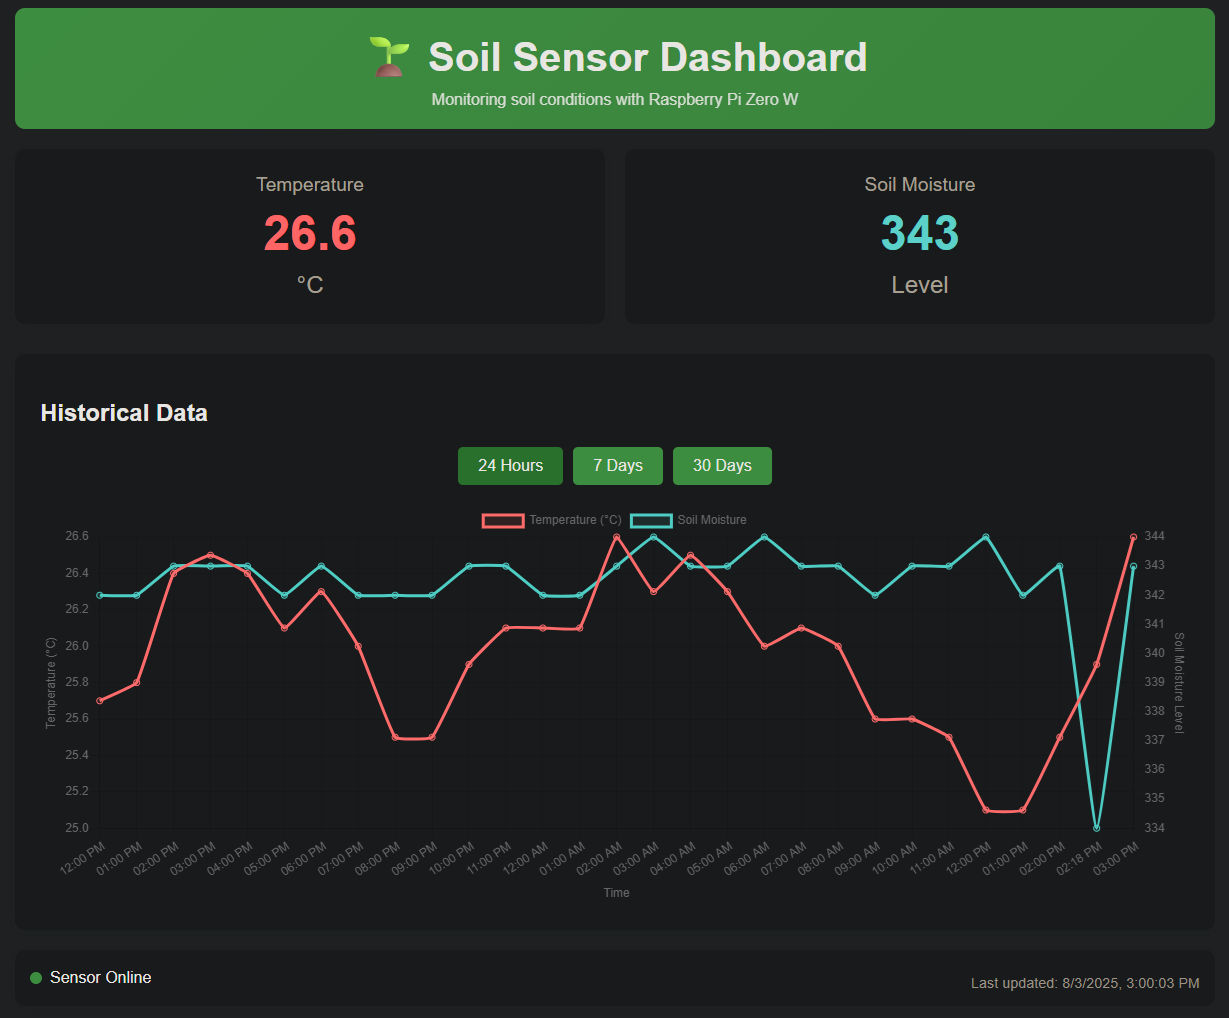 Soil Sensor Dashboard
Monitoring soil conditions with Raspberry Pi Zero W
Temperature
26.6
°C
Soil Moisture
343
Level
Historical Data
24 Hours 7 Days 30 Days
Temperature (°C) Soil Moisture
Temperature (°C)
26.6
26.4
26.2
26.0
25.8
25.6
25.4
25.2
25.0
344
343
342
341
340
339
338
337
336
335
334
Soil Moisture Level
12:00 PM 01:00 PM 02:00 PM 03:00 PM 04:00 PM 05:00 PM 06:00 PM 07:00 PM 08:00 PM 09:00 PM 10:00 PM 11:00 PM 12:00 AM 01:00 AM 02:00 AM 03:00 AM 04:00 AM 05:00 AM 06:00 AM 07:00 AM 08:00 AM 09:00 AM 10:00 AM 11:00 AM 12:00 PM 01:00 PM 02:00 PM 02:18 PM 03:00 PM
Time
Sensor Online
Last updated: 8/3/2025, 3:00:03 PM